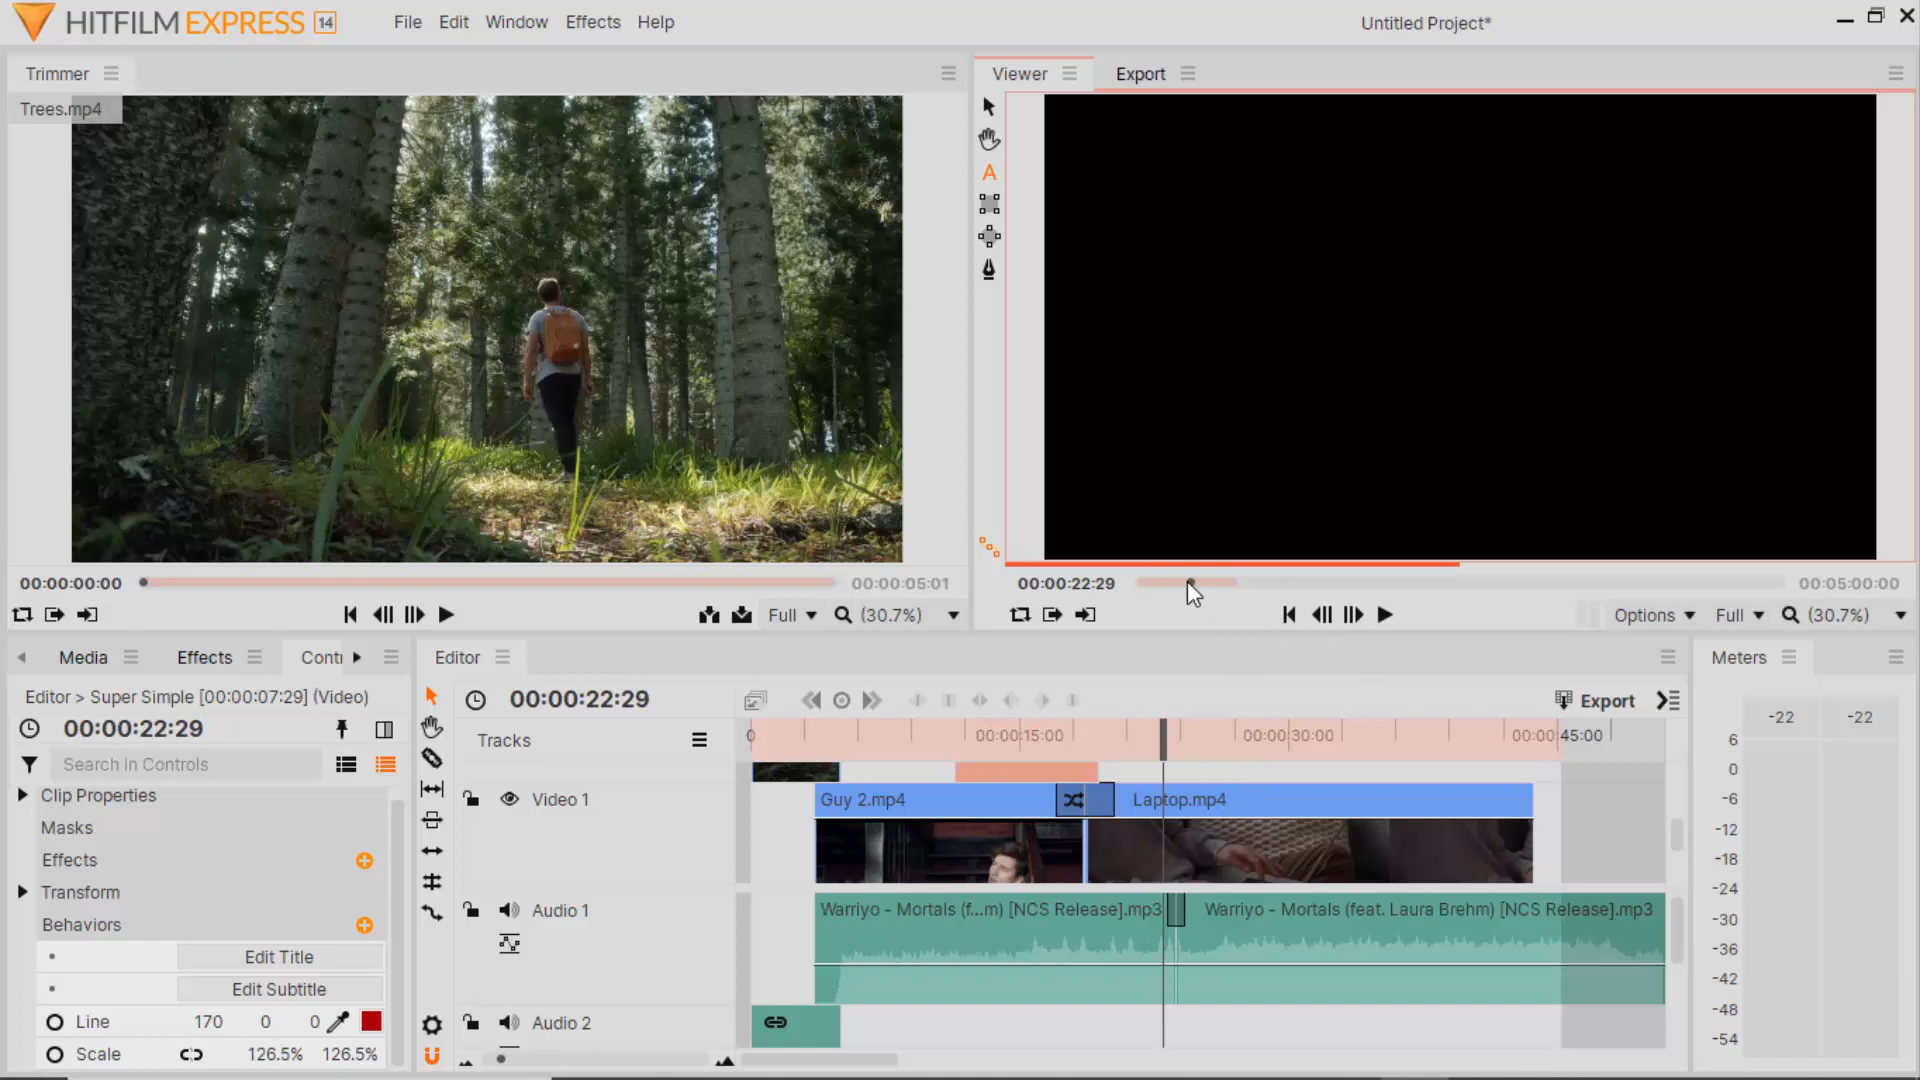 HITFILM EXPRESS 14
File Edit Window Effects Help
Untitled Project*
Trimmer
Viewer
Export
Trees.mp4
00:00:00:00
00:00:05:01
00:00:22:29
00:05:00:00
Full
(30.7%)
Options
Full
(30.7%)
Media
Effects
Contr
Editor
Meters
Editor > Super Simple [00:00:07:29] (Video)
00:00:22:29
Search in Controls
Clip Properties
Masks
Effects
Transform
Behaviors
Edit Title
Edit Subtitle
Line 170 0 0
Scale 126.5% 126.5%
00:00:22:29
Export
Tracks
0 00:00:15:00 00:00:30:00 00:00:45:00
Video 1
Guy 2.mp4
Laptop.mp4
Audio 1
Warriyo - Mortals (f...m) [NCS Release].mp3
Warriyo - Mortals (feat. Laura Brehm) [NCS Release].mp3
Audio 2
-22 -22
6
0
-6
-12
-18
-24
-30
-36
-42
-48
-54